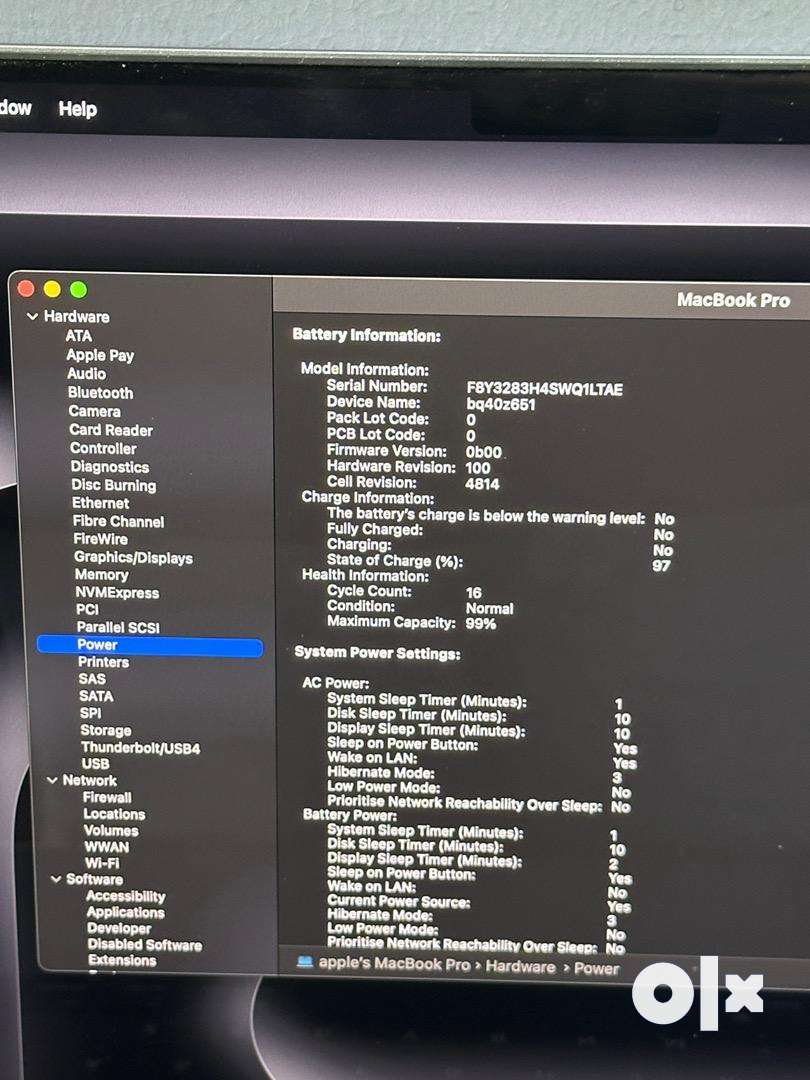 dow Help
MacBook Pro
Hardware
ATA
Apple Pay
Audio
Bluetooth
Camera
Card Reader
Controller
Diagnostics
Disc Burning
Ethernet
Fibre Channel
FireWire
Graphics/Displays
Memory
NVMExpress
PCI
Parallel SCSI
Power
Printers
SAS
SATA
SPI
Storage
Thunderbolt/USB4
USB
Network
Firewall
Locations
Volumes
WWAN
Wi-Fi
Software
Accessibility
Applications
Developer
Disabled Software
Extensions
Battery Information:
Model Information:
Serial Number: F8Y3283H4SWQ1LTAE
Device Name: bq40z651
Pack Lot Code: 0
PCB Lot Code: 0
Firmware Version: 0b00
Hardware Revision: 100
Cell Revision: 4814
Charge Information:
The battery's charge is below the warning level: No
Fully Charged: No
Charging: No
State of Charge (%): 97
Health Information:
Cycle Count: 16
Condition: Normal
Maximum Capacity: 99%
System Power Settings:
AC Power:
System Sleep Timer (Minutes): 1
Disk Sleep Timer (Minutes): 10
Display Sleep Timer (Minutes): 10
Sleep on Power Button: Yes
Wake on LAN: Yes
Hibernate Mode: 3
Low Power Mode: No
Prioritise Network Reachability Over Sleep: No
Battery Power:
System Sleep Timer (Minutes): 1
Disk Sleep Timer (Minutes): 10
Display Sleep Timer (Minutes): 2
Sleep on Power Button: Yes
Wake on LAN: No
Current Power Source: Yes
Hibernate Mode: 3
Low Power Mode: No
Prioritise Network Reachability Over Sleep: No
apple's MacBook Pro › Hardware › Power
olx